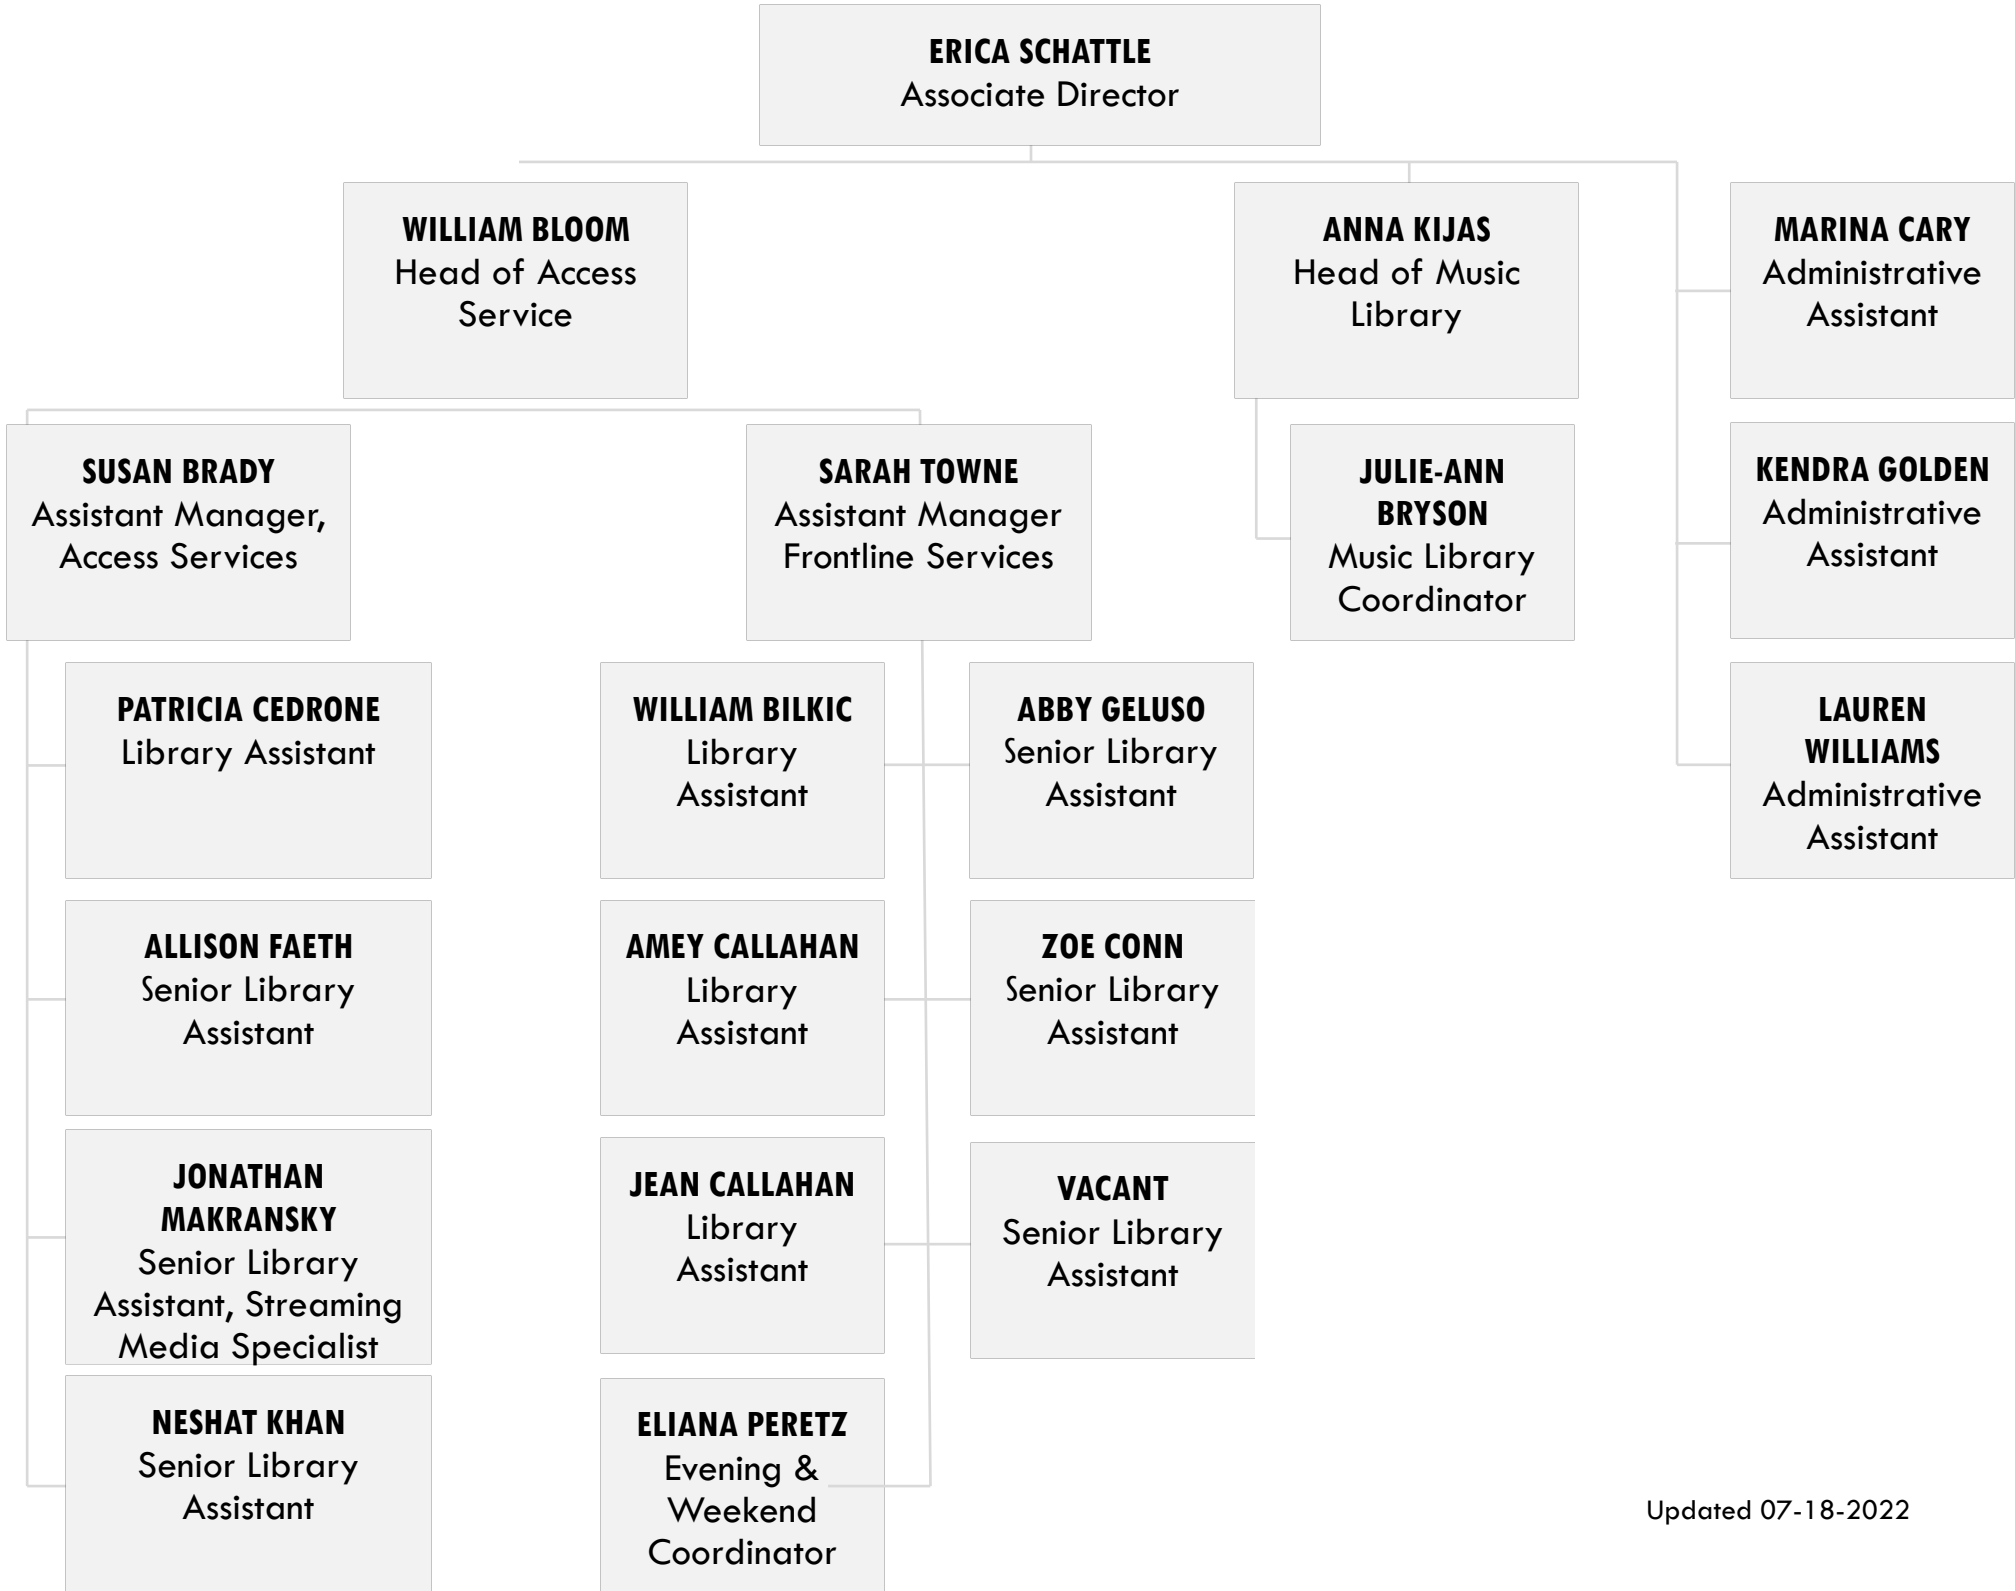 ERICA SCHATTLE
Associate Director
WILLIAM BLOOM
Head of Access
Service
ANNA KIJAS
Head of Music
Library
MARINA CARY
Administrative
Assistant
SUSAN BRADY
Assistant Manager,
Access Services
SARAH TOWNE
Assistant Manager
Frontline Services
JULIE-ANN
BRYSON
Music Library
Coordinator
KENDRA GOLDEN
Administrative
Assistant
PATRICIA CEDRONE
Library Assistant
WILLIAM BILKIC
Library
Assistant
ABBY GELUSO
Senior Library
Assistant
LAUREN
WILLIAMS
Administrative
Assistant
ALLISON FAETH
Senior Library
Assistant
AMEY CALLAHAN
Library
Assistant
ZOE CONN
Senior Library
Assistant
JONATHAN
MAKRANSKY
Senior Library
Assistant, Streaming
Media Specialist
JEAN CALLAHAN
Library
Assistant
VACANT
Senior Library
Assistant
NESHAT KHAN
Senior Library
Assistant
ELIANA PERETZ
Evening &
Weekend
Coordinator
Updated 07-18-2022